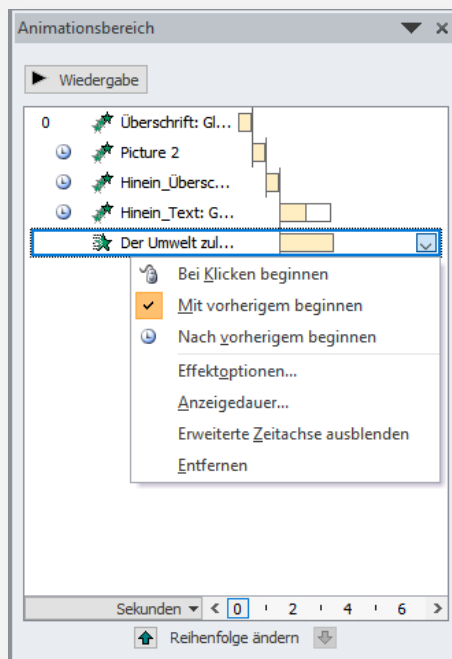 Animationsbereich
Wiedergabe
0 Überschrift: Gl...
Picture 2
Hinein_Übersc...
Hinein_Text: G...
Der Umwelt zul...
Bei Klicken beginnen
Mit vorherigem beginnen
Nach vorherigem beginnen
Effektoptionen...
Anzeigedauer...
Erweiterte Zeitachse ausblenden
Entfernen
Sekunden 0 2 4 6
Reihenfolge ändern